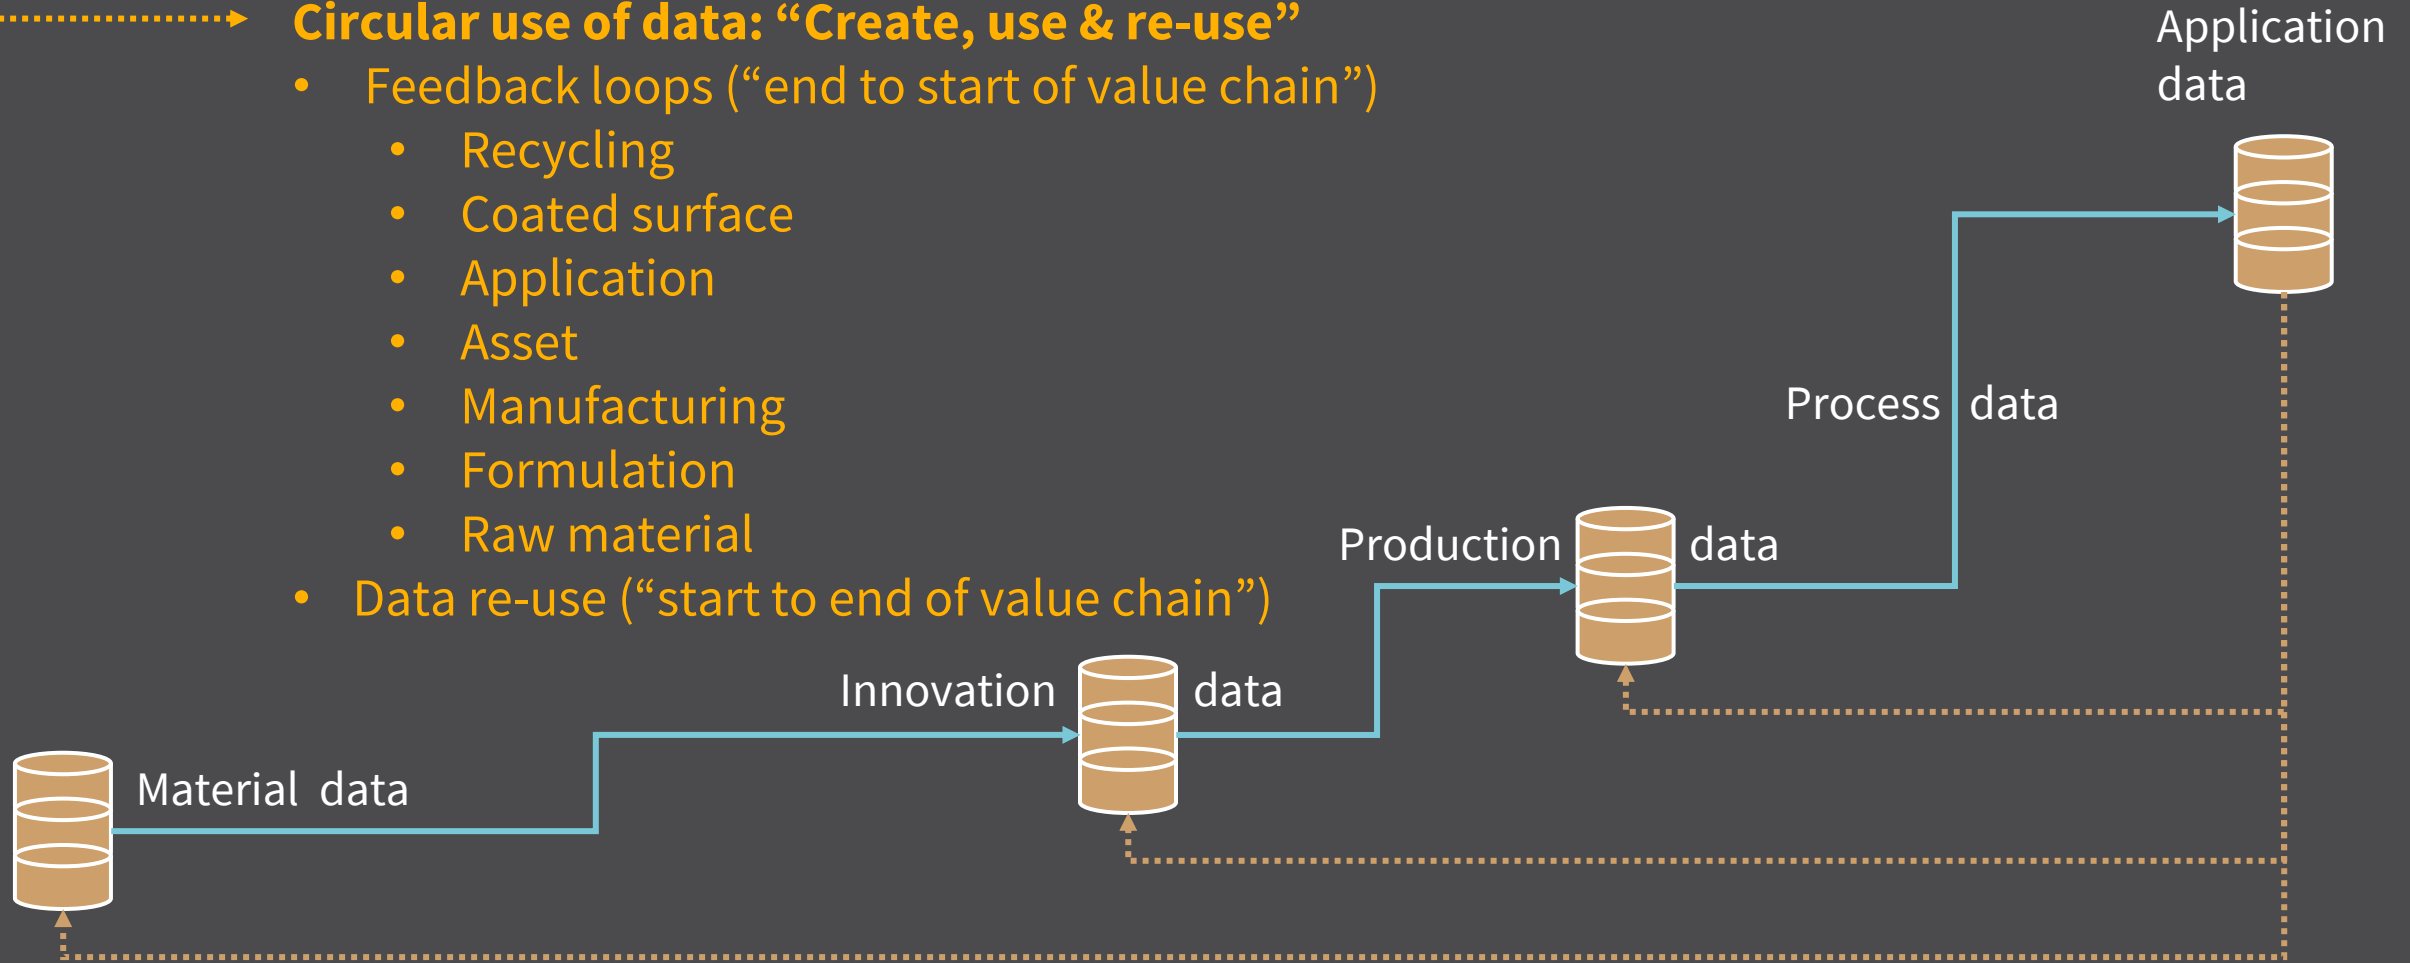 Circular use of data: “Create, use & re-use”
• Feedback loops (“end to start of value chain”)
• Recycling
• Coated surface
• Application
• Asset
• Manufacturing
• Formulation
• Raw material
• Data re-use (“start to end of value chain”)
Application
data
Process data
Production data
Innovation data
Material data